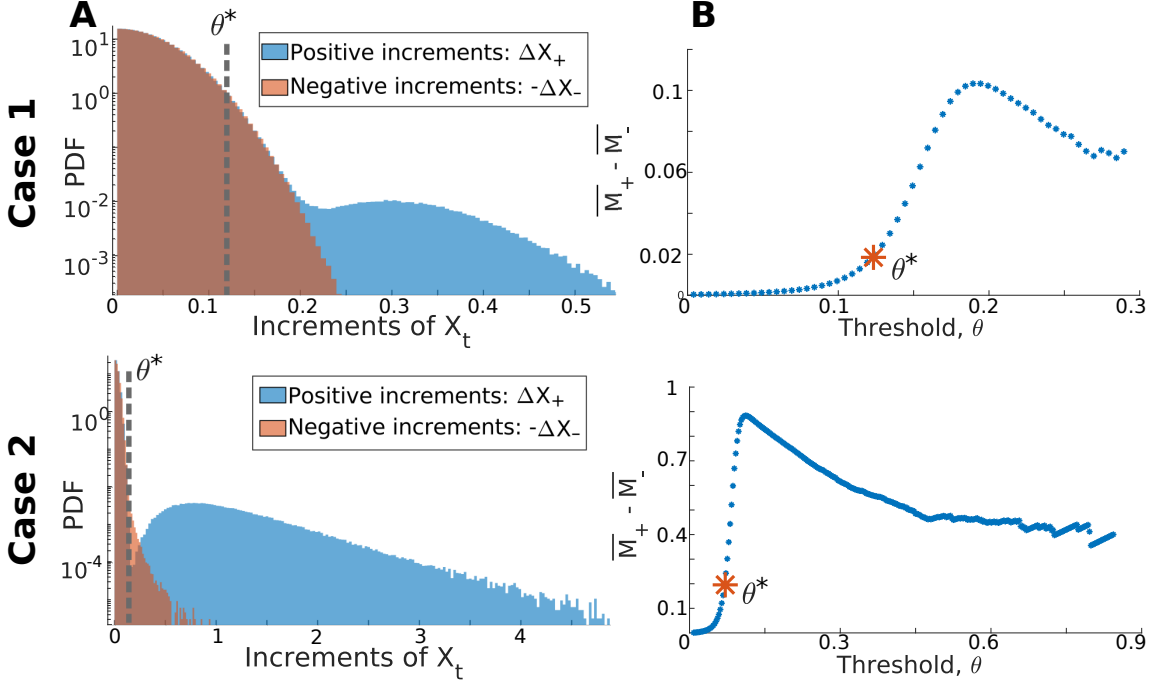 A
B
Case 1
θ*
Positive increments: ΔX₊
Negative increments: -ΔX₋
PDF
10¹
10⁰
10⁻²
10⁻³
0
0.1
0.2
0.3
0.4
0.5
Increments of Xₜ
M̅₊ - M̅₋
0.1
0.06
0.02
0
θ*
0
0.1
0.2
0.3
Threshold, θ
Case 2
θ*
Positive increments: ΔX₊
Negative increments: -ΔX₋
PDF
10⁰
10⁻⁴
0
1
2
3
4
Increments of Xₜ
M̅₊ - M̅₋
1
0.7
0.4
0.1
θ*
0
0.3
0.6
0.9
Threshold, θ